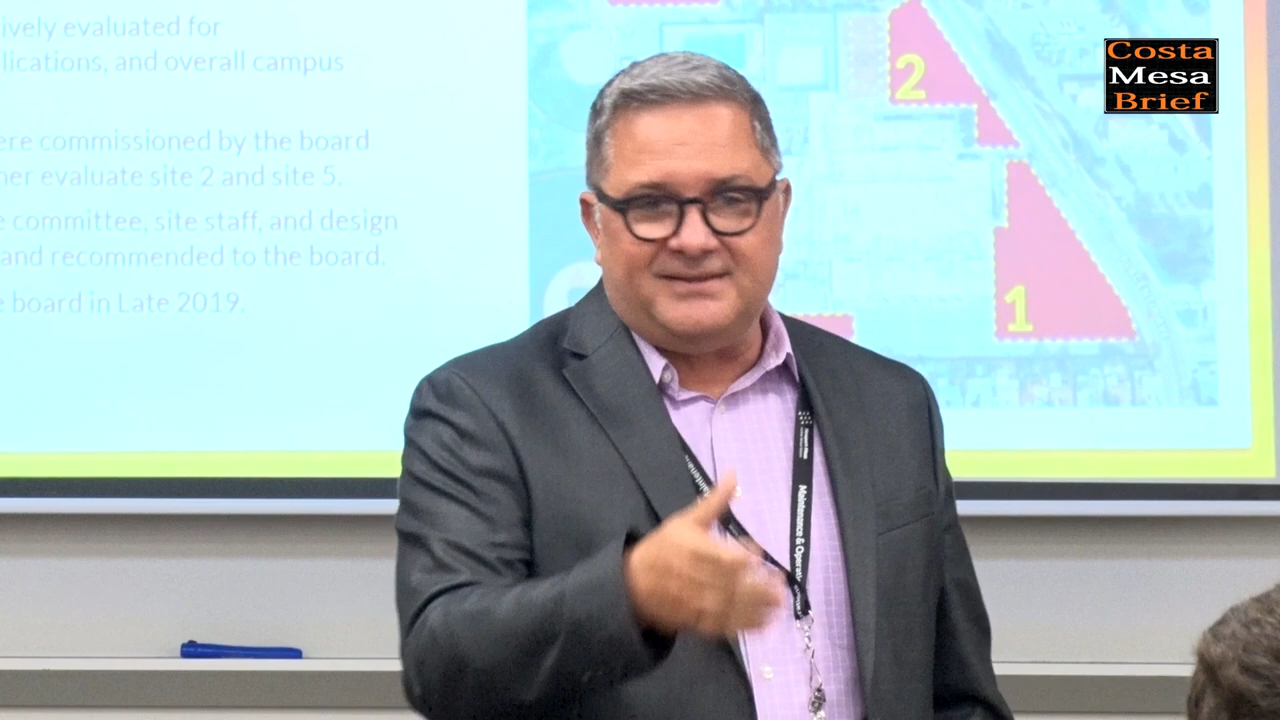 ively evaluated for
lications, and overall campus
ere commissioned by the board
her evaluate site 2 and site 5.
e committee, site staff, and design
and recommended to the board.
e board in Late 2019.
2
1
Costa
Mesa
Brief
Maintenance & Operati